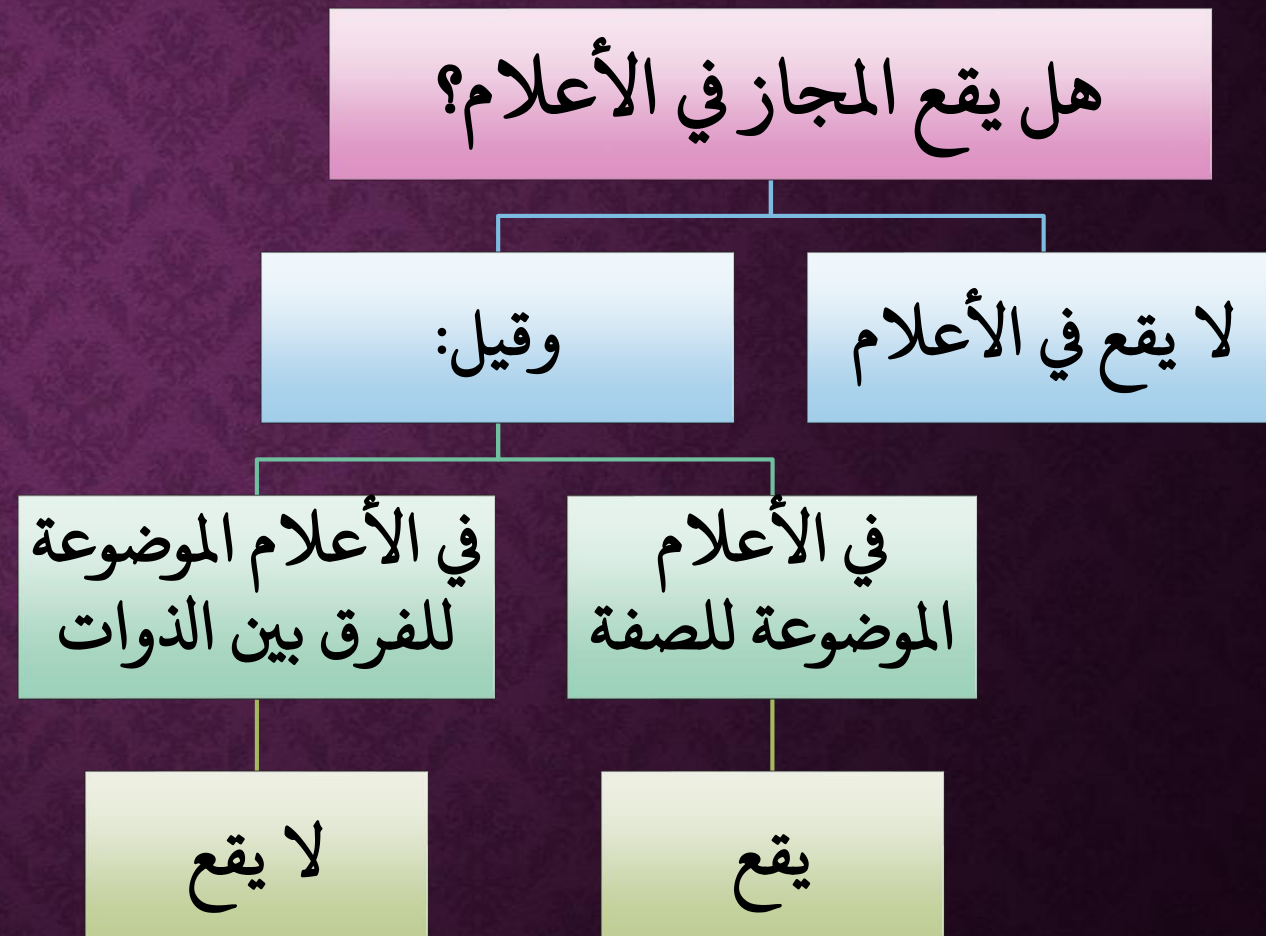 هل يقع المجاز في الأعلام؟
لا يقع في الأعلام
وقيل:
في الأعلام
الموضوعة للصفة
في الأعلام الموضوعة
للفرق بين الذوات
يقع
لا يقع